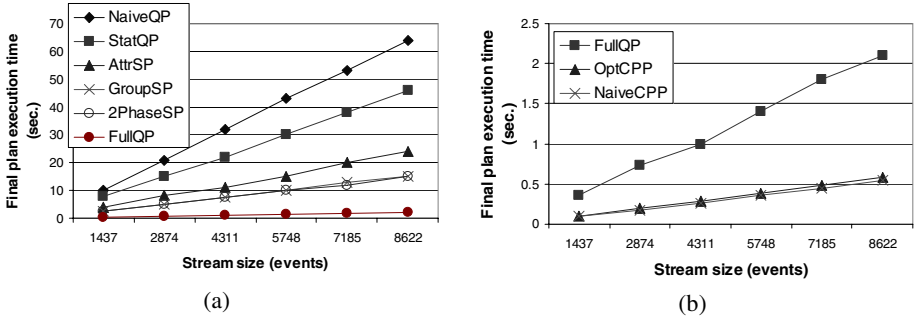 NaiveQP
StatQP
AttrSP
GroupSP
2PhaseSP
FullQP
Final plan execution time
(sec.)
70
60
50
40
30
20
10
0
1437 2874 4311 5748 7185 8622
Stream size (events)
(a)
FullQP
OptCPP
NaiveCPP
Final plan execution time
(sec.)
2.5
2
1.5
1
0.5
0
1437 2874 4311 5748 7185 8622
Stream size (events)
(b)